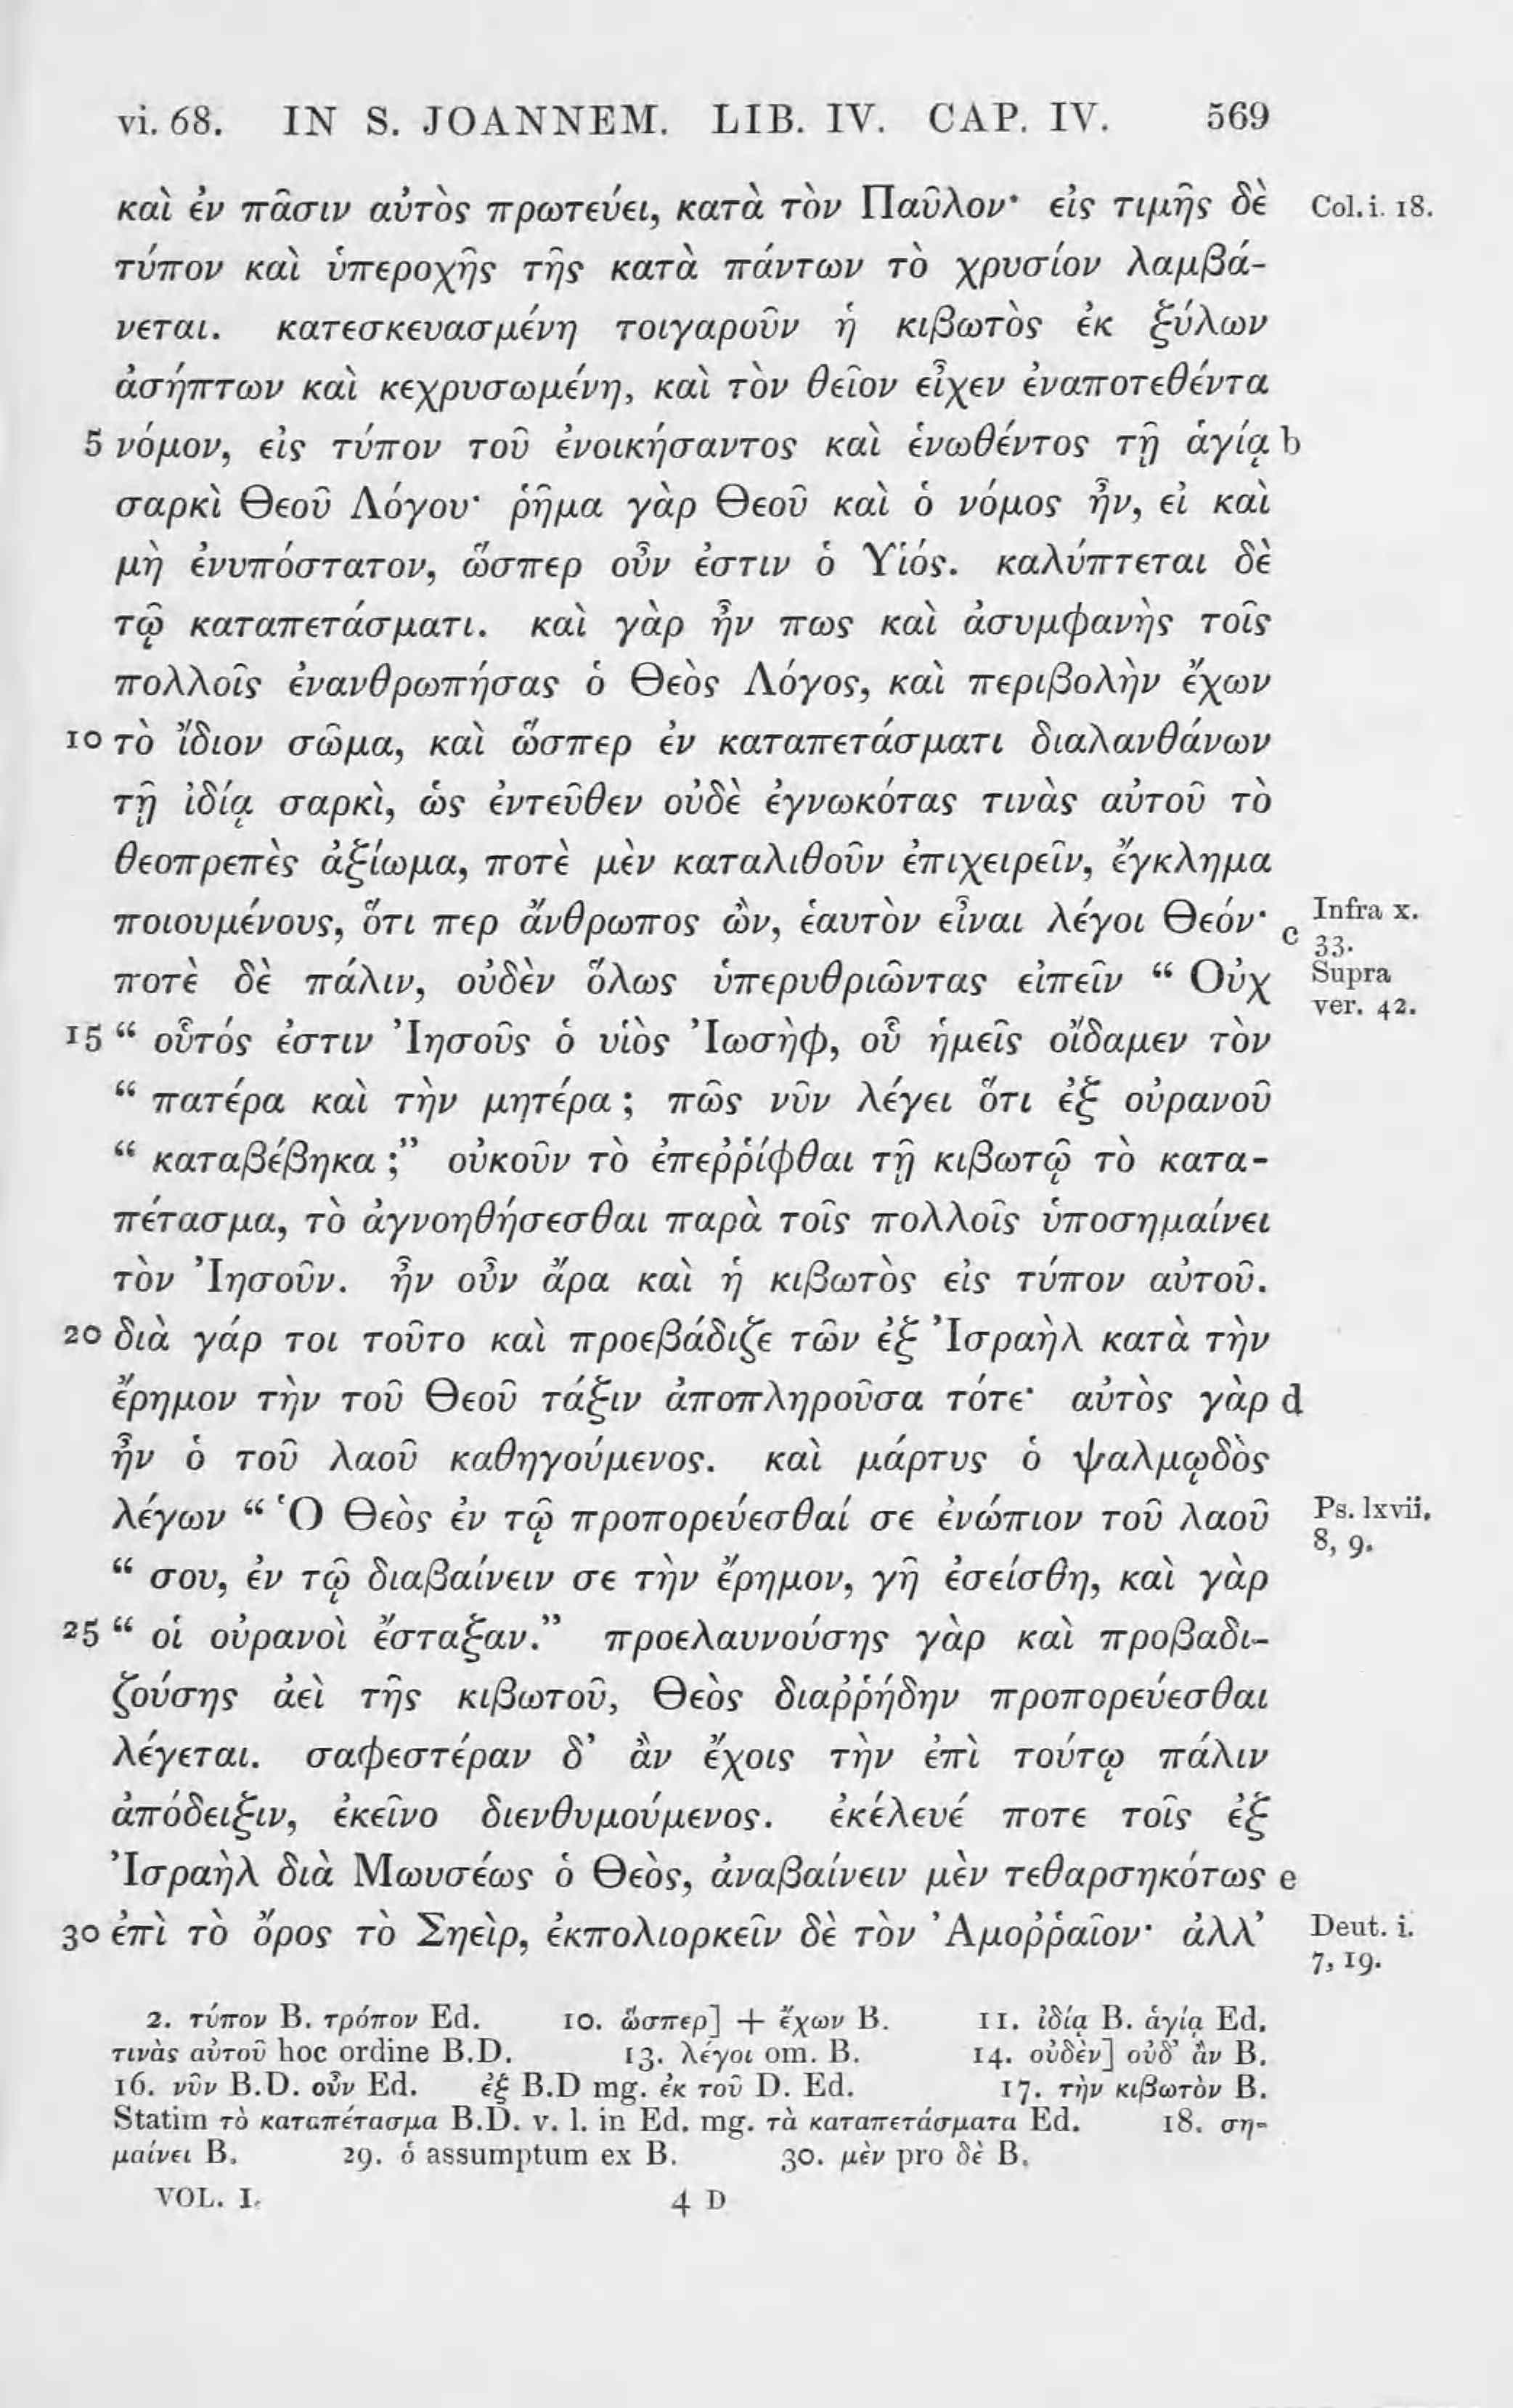 vi. 68. IN S. JOANNEM. LIB. IV. CAP. IV. 569
καὶ ἐν πᾶσιν αὐτὸς πρωτεύει, κατὰ τὸν Παῦλον· εἰς τιμῆς δὲ Col. i. 18.
τύπον καὶ ὑπεροχῆς τῆς κατὰ πάντων τὸ χρυσίον λαμβά-
νεται. κατεσκευασμένη τοιγαροῦν ἡ κιβωτὸς ἐκ ξύλων
ἀσήπτων καὶ κεχρυσωμένη, καὶ τὸν θεῖον εἶχεν ἐναποτεθέντα
5 νόμον, εἰς τύπον τοῦ ἐνοικήσαντος καὶ ἑνωθέντος τῇ ἁγίᾳ b
σαρκὶ Θεοῦ Λόγου· ῥῆμα γὰρ Θεοῦ καὶ ὁ νόμος ἦν, εἰ καὶ
μὴ ἐνυπόστατον, ὥσπερ οὖν ἐστιν ὁ Υἱός. καλύπτεται δὲ
τῷ καταπετάσματι. καὶ γὰρ ἦν πως καὶ ἀσυμφανὴς τοῖς
πολλοῖς ἐνανθρωπήσας ὁ Θεὸς Λόγος, καὶ περιβολὴν ἔχων
10 τὸ ἴδιον σῶμα, καὶ ὥσπερ ἐν καταπετάσματι διαλανθάνων
τῇ ἰδίᾳ σαρκὶ, ὡς ἐντεῦθεν οὐδὲ ἐγνωκότας τινὰς αὐτοῦ τὸ
θεοπρεπὲς ἀξίωμα, ποτὲ μὲν καταλιθοῦν ἐπιχειρεῖν, ἔγκλημα
ποιουμένους, ὅτι περ ἄνθρωπος ὢν, ἑαυτὸν εἶναι λέγοι Θεόν· c Infra x. 33.
ποτὲ δὲ πάλιν, οὐδὲν ὅλως ὑπερυθριῶντας εἰπεῖν “ Οὐχ Supra ver. 42.
15 “ οὗτός ἐστιν Ἰησοῦς ὁ υἱὸς Ἰωσὴφ, οὗ ἡμεῖς οἴδαμεν τὸν
“ πατέρα καὶ τὴν μητέρα ; πῶς νῦν λέγει ὅτι ἐξ οὐρανοῦ
“ καταβέβηκα ;” οὐκοῦν τὸ ἐπεῤῥίφθαι τῇ κιβωτῷ τὸ κατα-
πέτασμα, τὸ ἀγνοηθήσεσθαι παρὰ τοῖς πολλοῖς ὑποσημαίνει
τὸν Ἰησοῦν. ἦν οὖν ἄρα καὶ ἡ κιβωτὸς εἰς τύπον αὐτοῦ.
20 διὰ γάρ τοι τοῦτο καὶ προεβάδιζε τῶν ἐξ Ἰσραὴλ κατὰ τὴν
ἔρημον τὴν τοῦ Θεοῦ τάξιν ἀποπληροῦσα τότε· αὐτὸς γὰρ d
ἦν ὁ τοῦ λαοῦ καθηγούμενος. καὶ μάρτυς ὁ ψαλμῳδὸς
λέγων “ Ὁ Θεὸς ἐν τῷ προπορεύεσθαί σε ἐνώπιον τοῦ λαοῦ Ps. lxvii. 8, 9.
“ σου, ἐν τῷ διαβαίνειν σε τὴν ἔρημον, γῆ ἐσείσθη, καὶ γὰρ
25 “ οἱ οὐρανοὶ ἔσταξαν.” προελαυνούσης γὰρ καὶ προβαδι-
ζούσης ἀεὶ τῆς κιβωτοῦ, Θεὸς διαῤῥήδην προπορεύεσθαι
λέγεται. σαφεστέραν δ’ ἂν ἔχοις τὴν ἐπὶ τούτῳ πάλιν
ἀπόδειξιν, ἐκεῖνο διενθυμούμενος. ἐκέλευέ ποτε τοῖς ἐξ
Ἰσραὴλ διὰ Μωυσέως ὁ Θεὸς, ἀναβαίνειν μὲν τεθαρσηκότως e
30 ἐπὶ τὸ ὄρος τὸ Σηεὶρ, ἐκπολιορκεῖν δὲ τὸν Ἀμοῤῥαῖον· ἀλλ’ Deut. i. 7, 19.
2. τύπον B. τρόπον Ed. 10. ὥσπερ] + ἔχων B. 11. ἰδίᾳ B. ἁγίᾳ Ed.
τινὰς αὐτοῦ hoc ordine B.D. 13. λέγοι om. B. 14. οὐδὲν] οὐδ’ ἂν B.
16. νῦν B.D. οὖν Ed. ἐξ B.D mg. ἐκ τοῦ D. Ed. 17. τὴν κιβωτὸν B.
Statim τὸ καταπέτασμα B.D. v. l. in Ed. mg. τὰ καταπετάσματα Ed. 18. ση-
μαίνει B. 29. ὁ assumptum ex B. 30. μὲν pro δὲ B.
VOL. I. 4 D